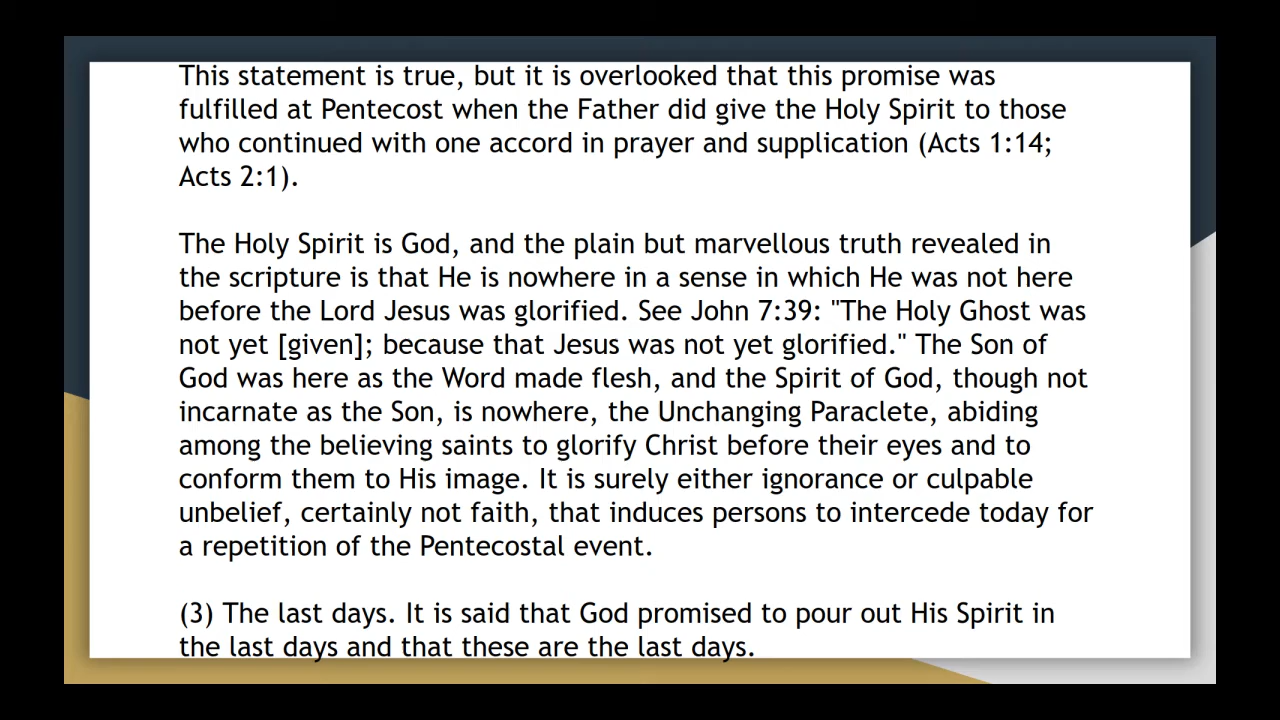 This statement is true, but it is overlooked that this promise was
fulfilled at Pentecost when the Father did give the Holy Spirit to those
who continued with one accord in prayer and supplication (Acts 1:14;
Acts 2:1).
The Holy Spirit is God, and the plain but marvellous truth revealed in
the scripture is that He is nowhere in a sense in which He was not here
before the Lord Jesus was glorified. See John 7:39: "The Holy Ghost was
not yet [given]; because that Jesus was not yet glorified." The Son of
God was here as the Word made flesh, and the Spirit of God, though not
incarnate as the Son, is nowhere, the Unchanging Paraclete, abiding
among the believing saints to glorify Christ before their eyes and to
conform them to His image. It is surely either ignorance or culpable
unbelief, certainly not faith, that induces persons to intercede today for
a repetition of the Pentecostal event.
(3) The last days. It is said that God promised to pour out His Spirit in
the last days and that these are the last days.